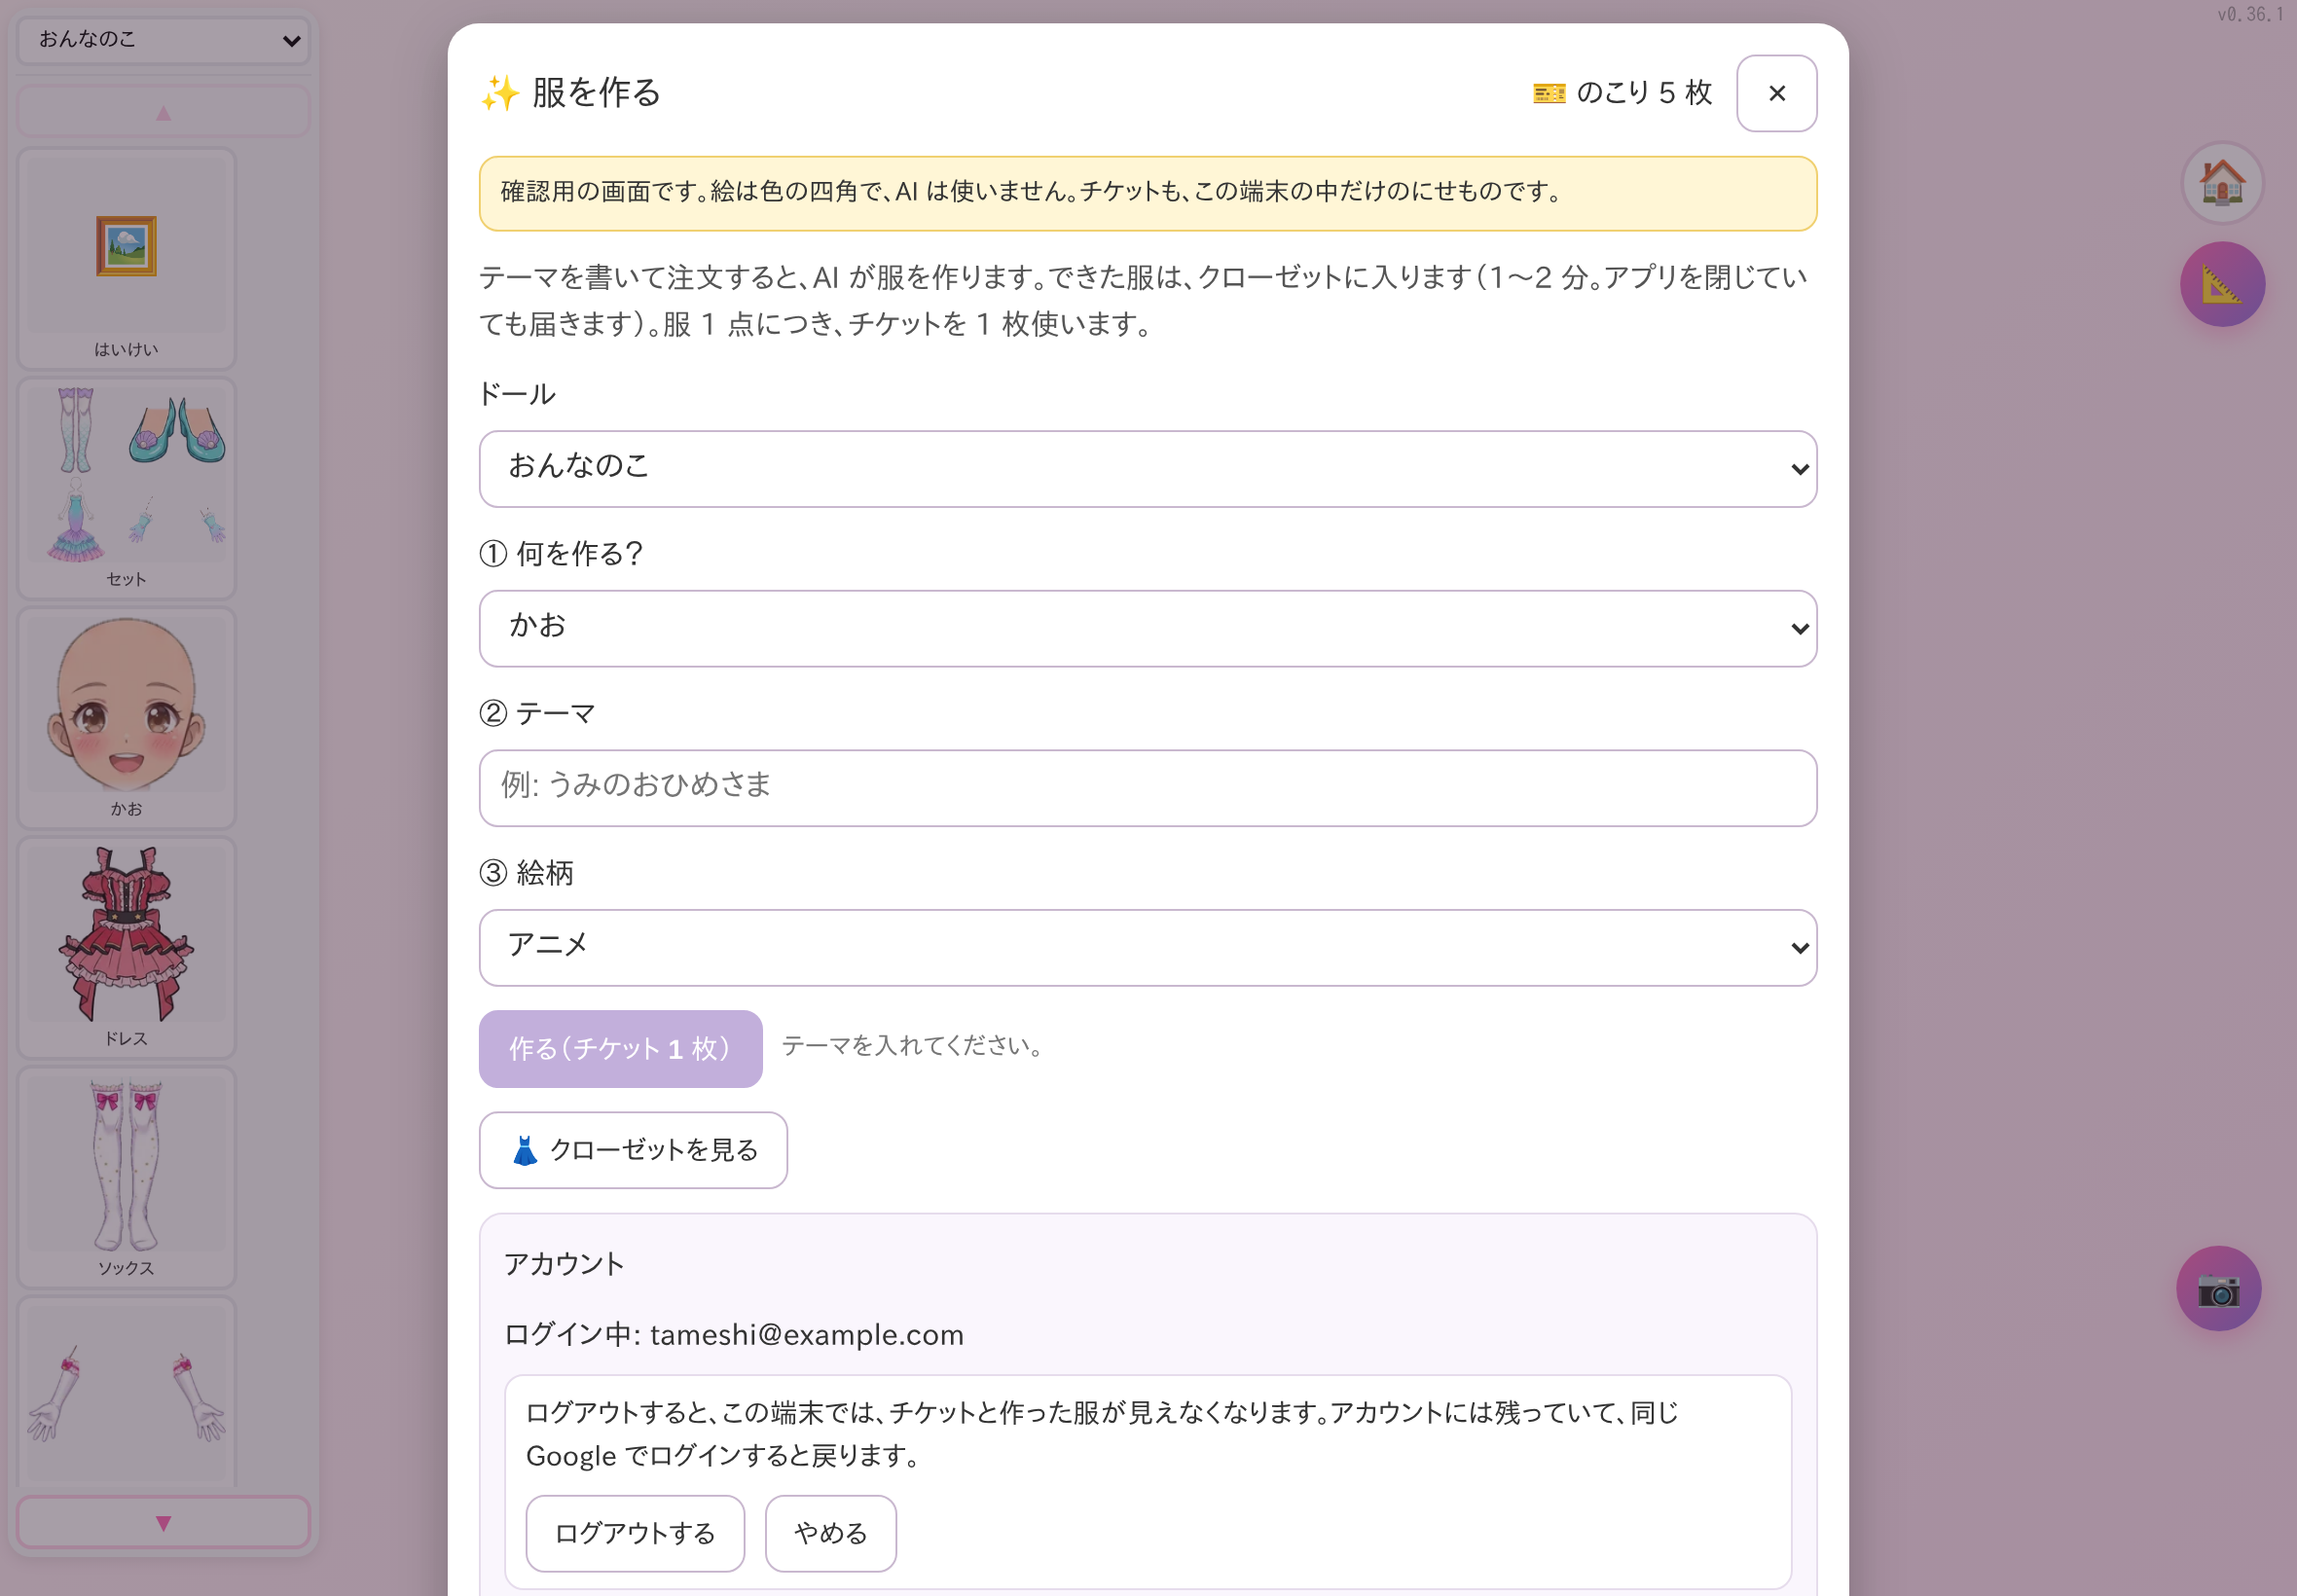 v0.36.1
おんなのこ
▲
はいけい
セット
かお
ドレス
ソックス
▼
✨ 服を作る
🎫 のこり 5 枚
×
確認用の画面です。絵は色の四角で、AI は使いません。チケットも、この端末の中だけのにせものです。
テーマを書いて注文すると、AI が服を作ります。できた服は、クローゼットに入ります（1〜2 分。アプリを閉じてい
ても届きます）。服 1 点につき、チケットを 1 枚使います。
ドール
おんなのこ
① 何を作る？
かお
② テーマ
例: うみのおひめさま
③ 絵柄
アニメ
作る（チケット 1 枚）
テーマを入れてください。
👗 クローゼットを見る
アカウント
ログイン中: tameshi@example.com
ログアウトすると、この端末では、チケットと作った服が見えなくなります。アカウントには残っていて、同じ
Google でログインすると戻ります。
ログアウトする
やめる